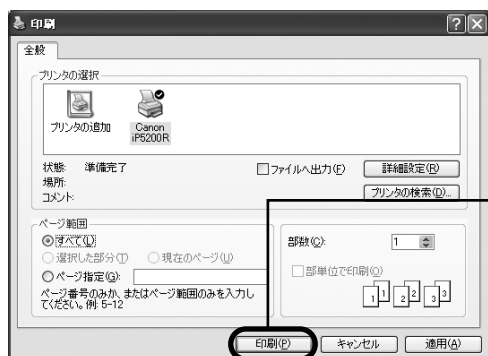 印刷
全般
プリンタの選択
プリンタの追加
Canon
iP5200R
状態: 準備完了
場所:
コメント:
ファイルへ出力(F)
詳細設定(R)
プリンタの検索(D)...
ページ範囲
すべて(L)
選択した部分(T) 現在のページ(U)
ページ指定(G):
ページ番号のみか、またはページ範囲のみを入力し
てください。例: 5-12
部数(C): 1
部単位で印刷(O)
1 1 2 2 3 3
印刷(P) キャンセル 適用(A)